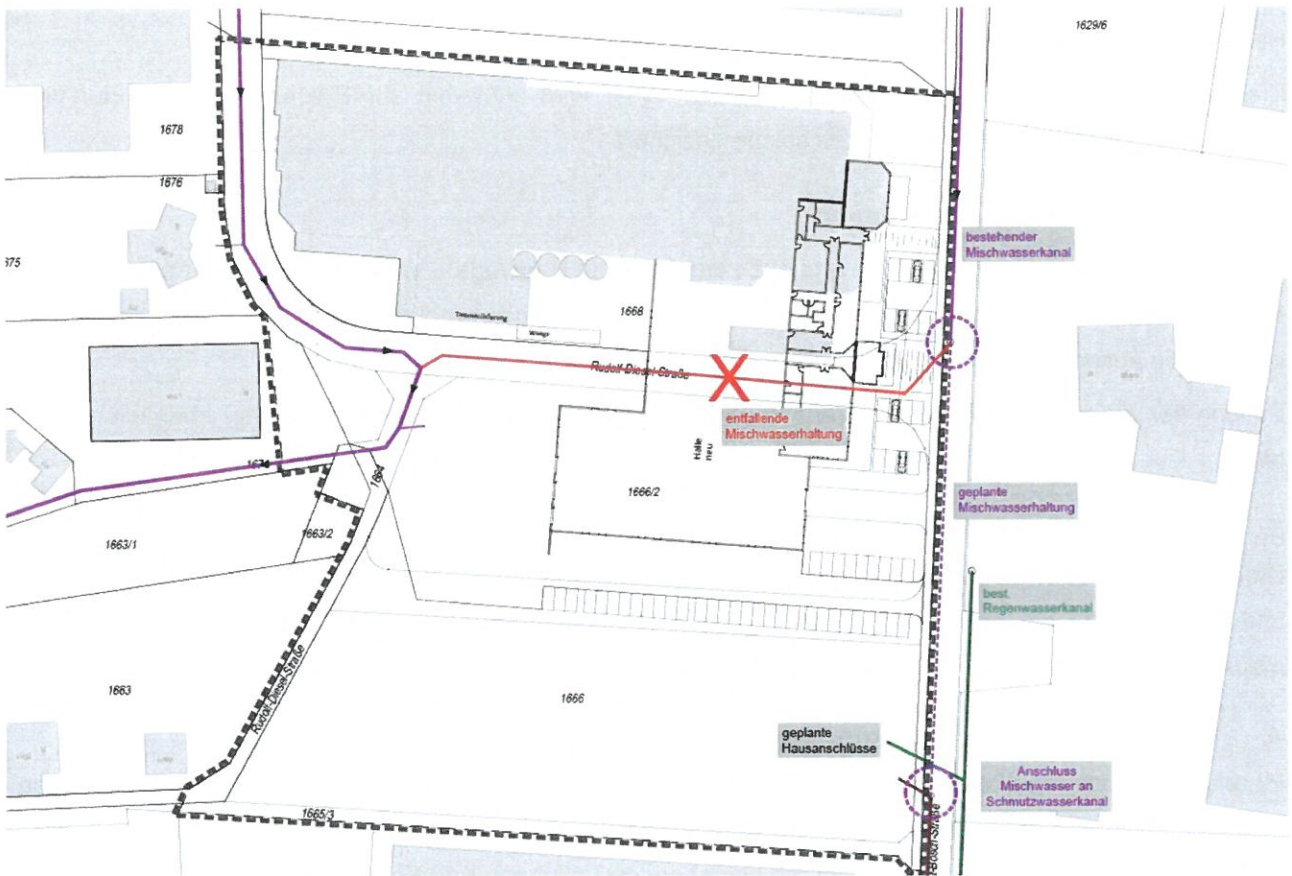 1629/6
1678
1676
bestehender
Mischwasserkanal
1668
Rudolf-Diesel-Straße
entfallende
Mischwasserhaltung
Halle
neu
1664
1666/2
geplante
Mischwasserhaltung
1663/1
1663/2
best.
Regenwasserkanal
1663
Rudolf-Diesel-Straße
1666
geplante
Hausanschlüsse
Anschluss
Mischwasser an
Schmutzwasserkanal
1665/3